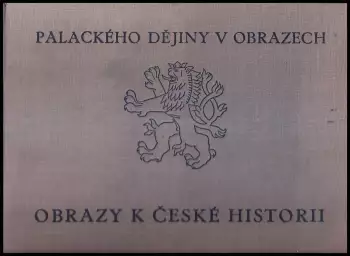 PALACKÉHO DĚJINY V OBRAZECH
OBRAZY K ČESKÉ HISTORII